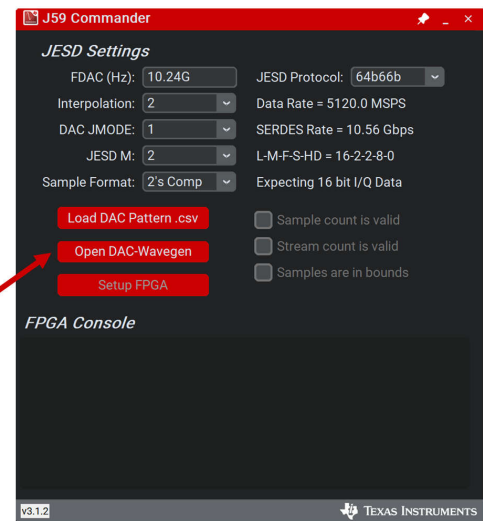 J59 Commander
JESD Settings
FDAC (Hz): 10.24G JESD Protocol: 64b66b
Interpolation: 2 Data Rate = 5120.0 MSPS
DAC JMODE: 1 SERDES Rate = 10.56 Gbps
JESD M: 2 L-M-F-S-HD = 16-2-2-8-0
Sample Format: 2's Comp Expecting 16 bit I/Q Data
Load DAC Pattern .csv Sample count is valid
Open DAC-Wavegen Stream count is valid
Setup FPGA Samples are in bounds
FPGA Console
v3.1.2 TEXAS INSTRUMENTS